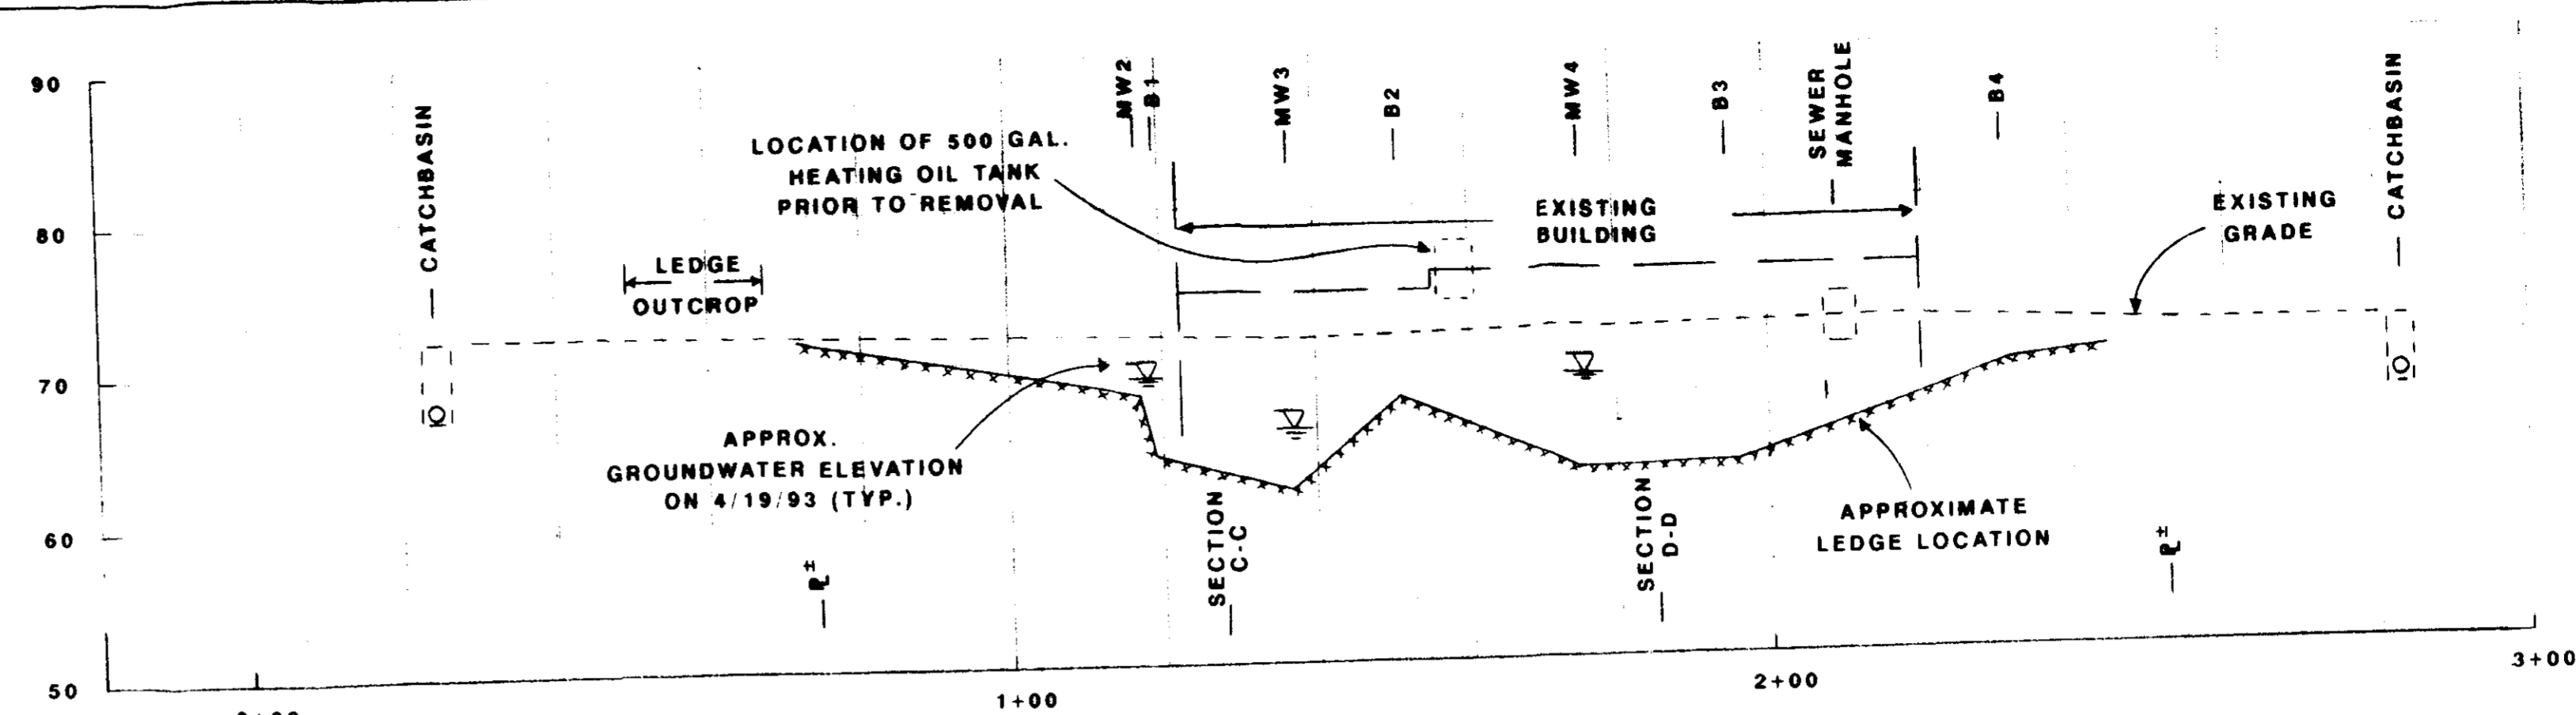 90
80
70
60
50
CATCHBASIN
LEDGE
OUTCROP
LOCATION OF 500 GAL.
HEATING OIL TANK
PRIOR TO REMOVAL
MW2
B1
MW3
B2
MW4
B3
SEWER
MANHOLE
B4
CATCHBASIN
EXISTING
BUILDING
EXISTING
GRADE
APPROX.
GROUNDWATER ELEVATION
ON 4/19/93 (TYP.)
SECTION
C-C
SECTION
D-D
APPROXIMATE
LEDGE LOCATION
PL±
PL±
1+00
2+00
3+00